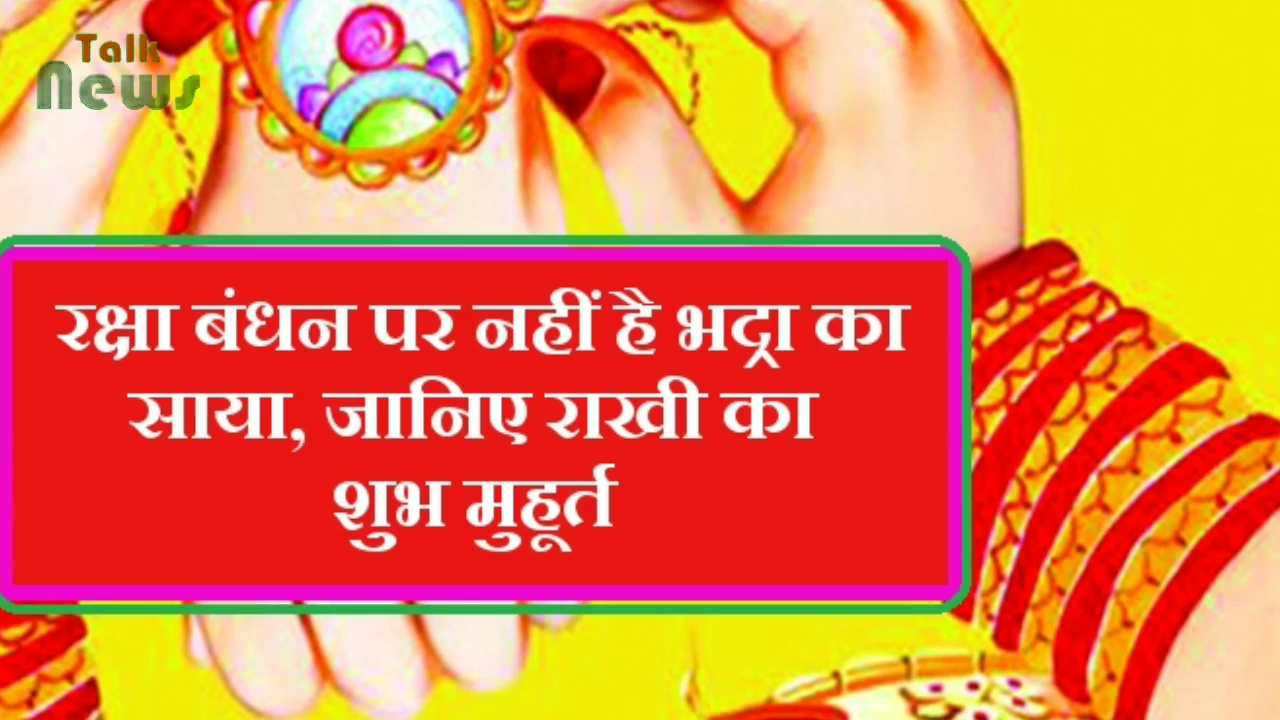 Talk
News
रक्षा बंधन पर नहीं है भद्रा का
साया, जानिए राखी का
शुभ मुहूर्त